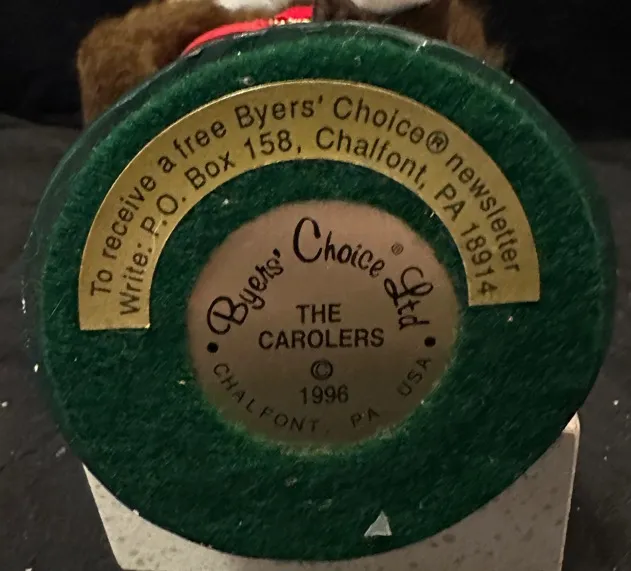 To receive a free Byers' Choice® newsletter
Write: P.O. Box 158, Chalfont, PA 18914
Byers' Choice® Ltd
THE
CAROLERS
©
1996
• CHALFONT, PA USA •